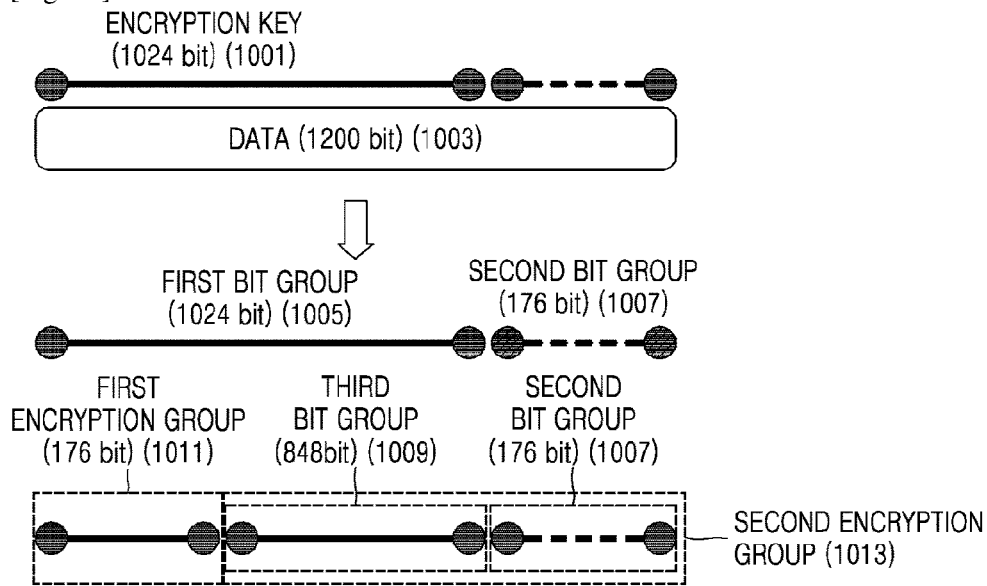 ENCRYPTION KEY
(1024 bit) (1001)
DATA (1200 bit) (1003)
FIRST BIT GROUP
(1024 bit) (1005)
SECOND BIT GROUP
(176 bit) (1007)
FIRST
ENCRYPTION GROUP
(176 bit) (1011)
THIRD
BIT GROUP
(848bit) (1009)
SECOND
BIT GROUP
(176 bit) (1007)
SECOND ENCRYPTION
GROUP (1013)